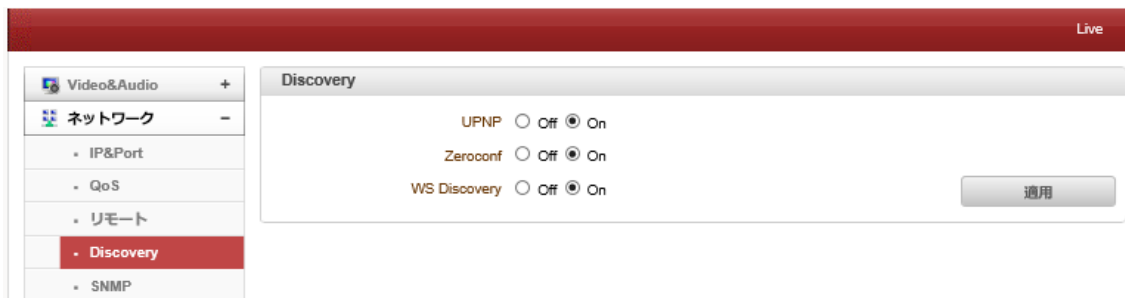 Live
Video&Audio +
ネットワーク -
IP&Port
QoS
リモート
Discovery
SNMP
Discovery
UPNP Off On
Zeroconf Off On
WS Discovery Off On
適用